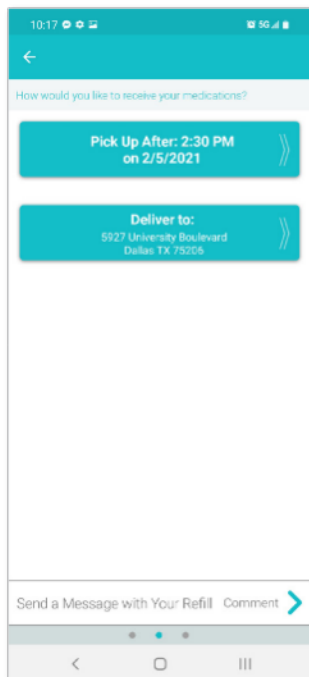 10:17 5G
How would you like to receive your medications?
Pick Up After: 2:30 PM
on 2/5/2021
Deliver to:
5927 University Boulevard
Dallas TX 75206
Send a Message with Your Refill Comment